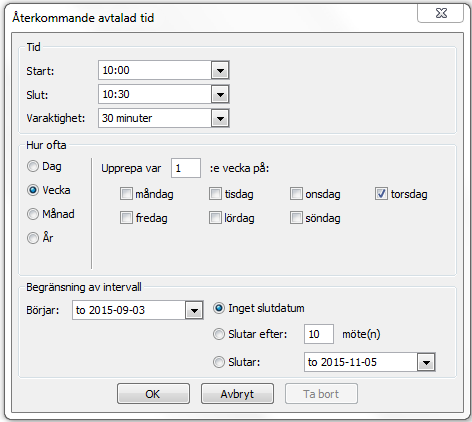 Återkommande avtalad tid
Tid
Start: 10:00
Slut: 10:30
Varaktighet: 30 minuter
Hur ofta
Dag
Vecka
Månad
År
Upprepa var 1 :e vecka på:
måndag tisdag onsdag torsdag
fredag lördag söndag
Begränsning av intervall
Börjar: to 2015-09-03
Inget slutdatum
Slutar efter: 10 möte(n)
Slutar: to 2015-11-05
OK Avbryt Ta bort